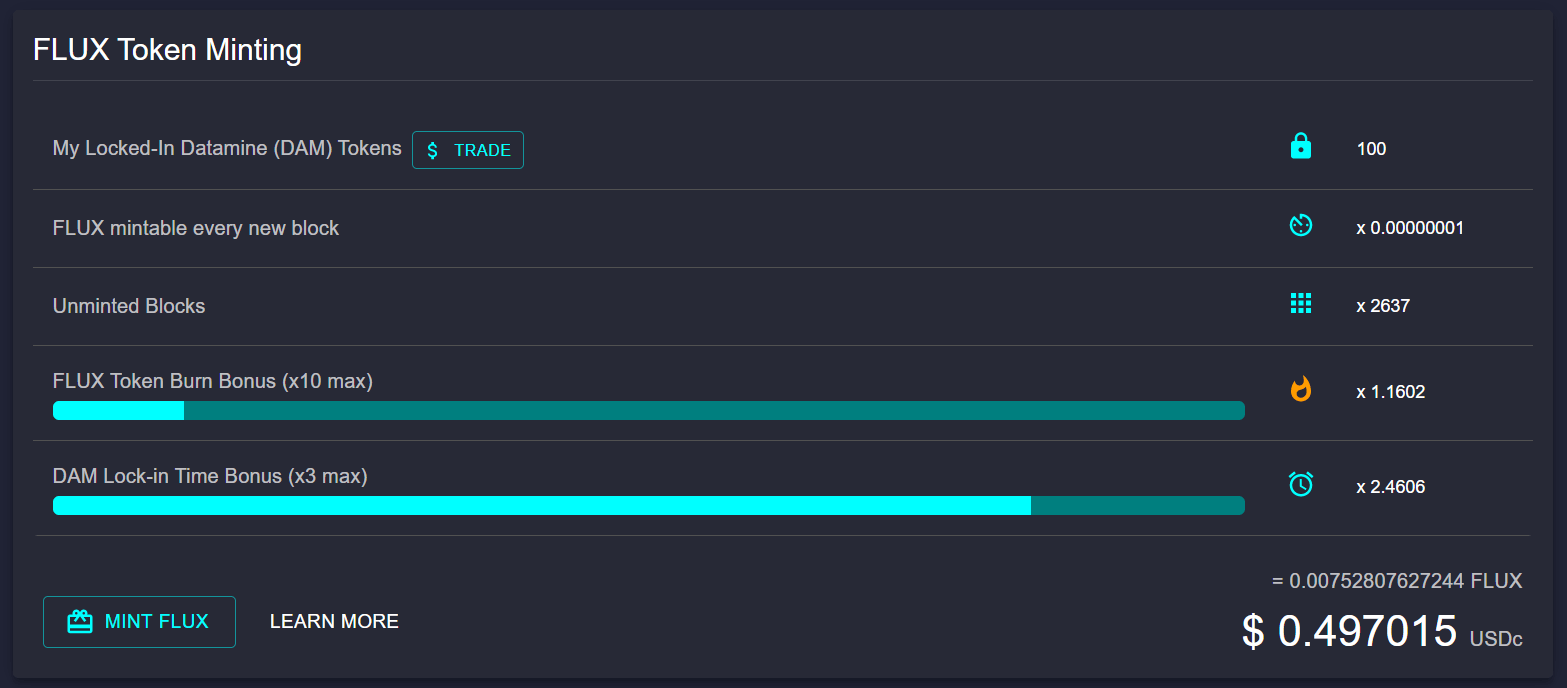 FLUX Token Minting
My Locked-In Datamine (DAM) Tokens $ TRADE 100
FLUX mintable every new block x 0.00000001
Unminted Blocks x 2637
FLUX Token Burn Bonus (x10 max) x 1.1602
DAM Lock-in Time Bonus (x3 max) x 2.4606
= 0.00752807627244 FLUX
MINT FLUX LEARN MORE $ 0.497015 USDc